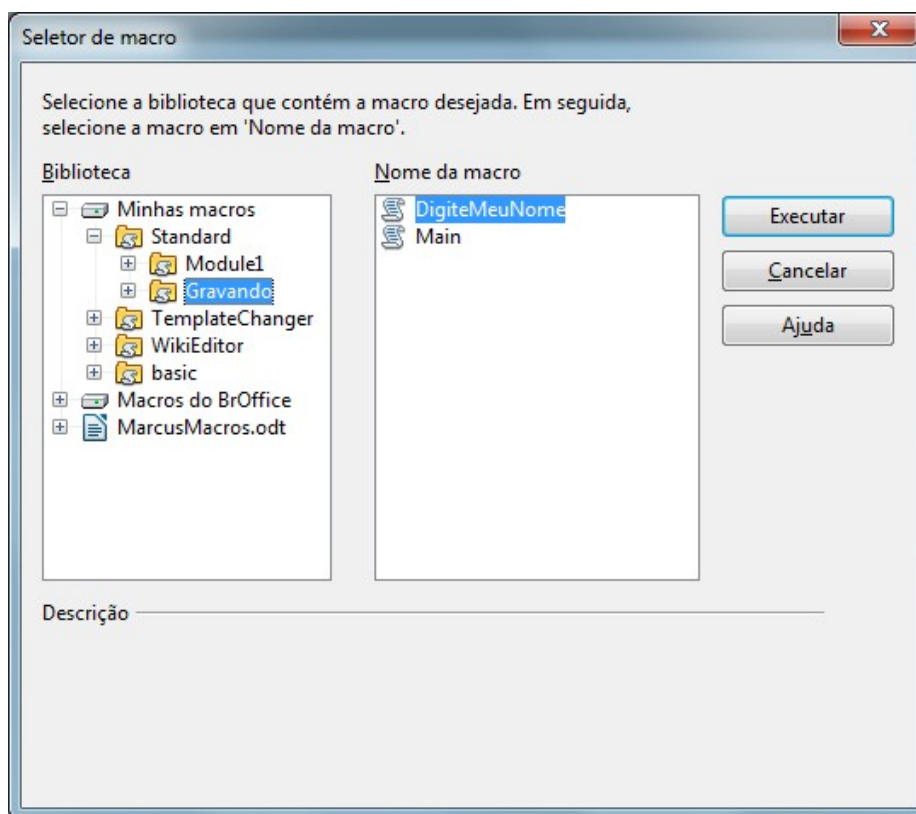 Seletor de macro
Selecione a biblioteca que contém a macro desejada. Em seguida,
selecione a macro em 'Nome da macro'.
Biblioteca
Minhas macros
Standard
Module1
Gravando
TemplateChanger
WikiEditor
basic
Macros do BrOffice
MarcusMacros.odt
Nome da macro
DigiteMeuNome
Main
Executar
Cancelar
Ajuda
Descrição